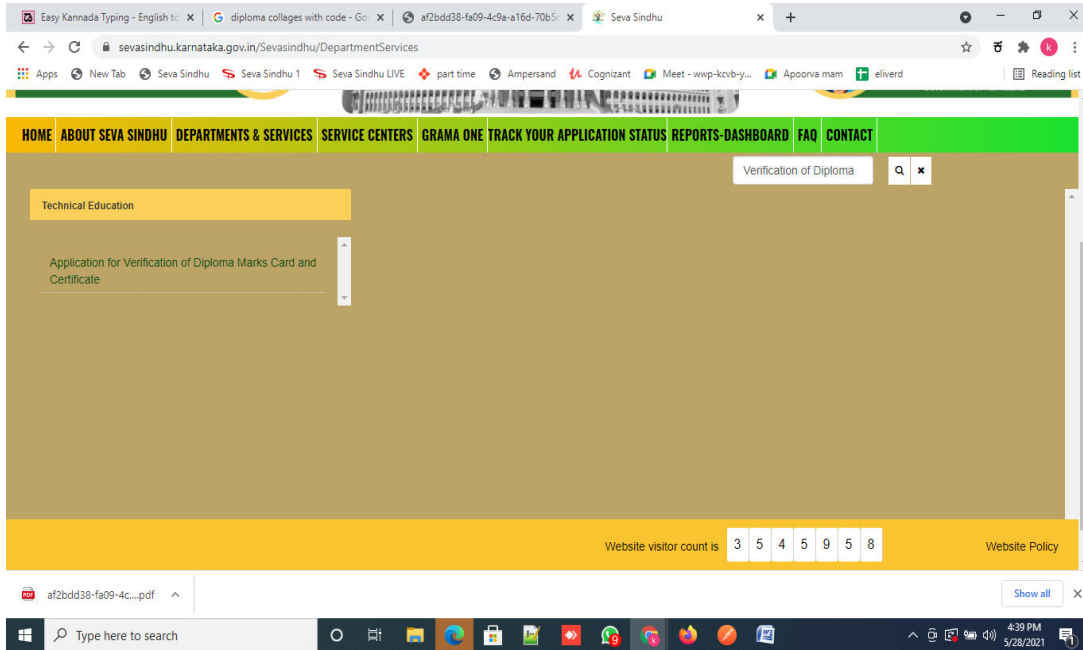 Easy Kannada Typing - English to
diploma collages with code - Go
af2bdd38-fa09-4c9a-a16d-70b5c
Seva Sindhu
sevasindhu.karnataka.gov.in/Sevasindhu/DepartmentServices
ಕ
k
Apps New Tab Seva Sindhu Seva Sindhu 1 Seva Sindhu LIVE part time Ampersand Cognizant Meet - wwp-kcvb-y... Apoorva mam eliverd Reading list
HOME ABOUT SEVA SINDHU DEPARTMENTS & SERVICES SERVICE CENTERS GRAMA ONE TRACK YOUR APPLICATION STATUS REPORTS-DASHBOARD FAQ CONTACT
Verification of Diploma
Technical Education
Application for Verification of Diploma Marks Card and
Certificate
Website visitor count is 3 5 4 5 9 5 8 Website Policy
PDF af2bdd38-fa09-4c....pdf Show all
Type here to search
9
4:39 PM
5/28/2021
1